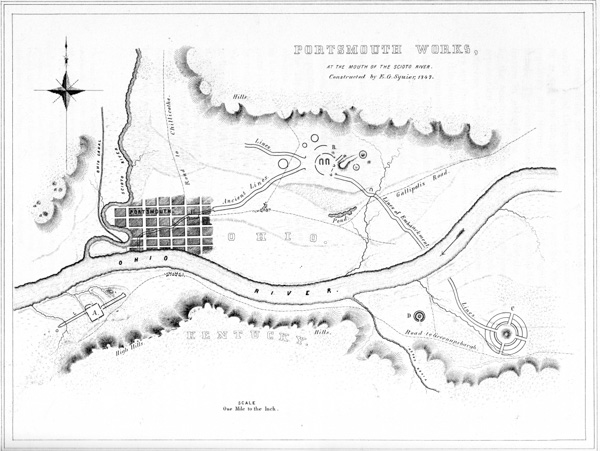 PORTSMOUTH WORKS,
AT THE MOUTH OF THE SCIOTO RIVER.
Constructed by E. G. Squier, 1847.
Hills.
Chillicothe.
Road to
OHIO CANAL
SCIOTO RIVER
Lines.
B
Ancient Lines.
Gallipolis Road.
Lines of Embankment.
PORTSMOUTH.
Pond.
OHIO.
OHIO RIVER.
A
D
C
Lines
Road to Greenupsburgh.
KENTUCKY.
Hills.
High Hills.
SCALE
One Mile to the Inch.